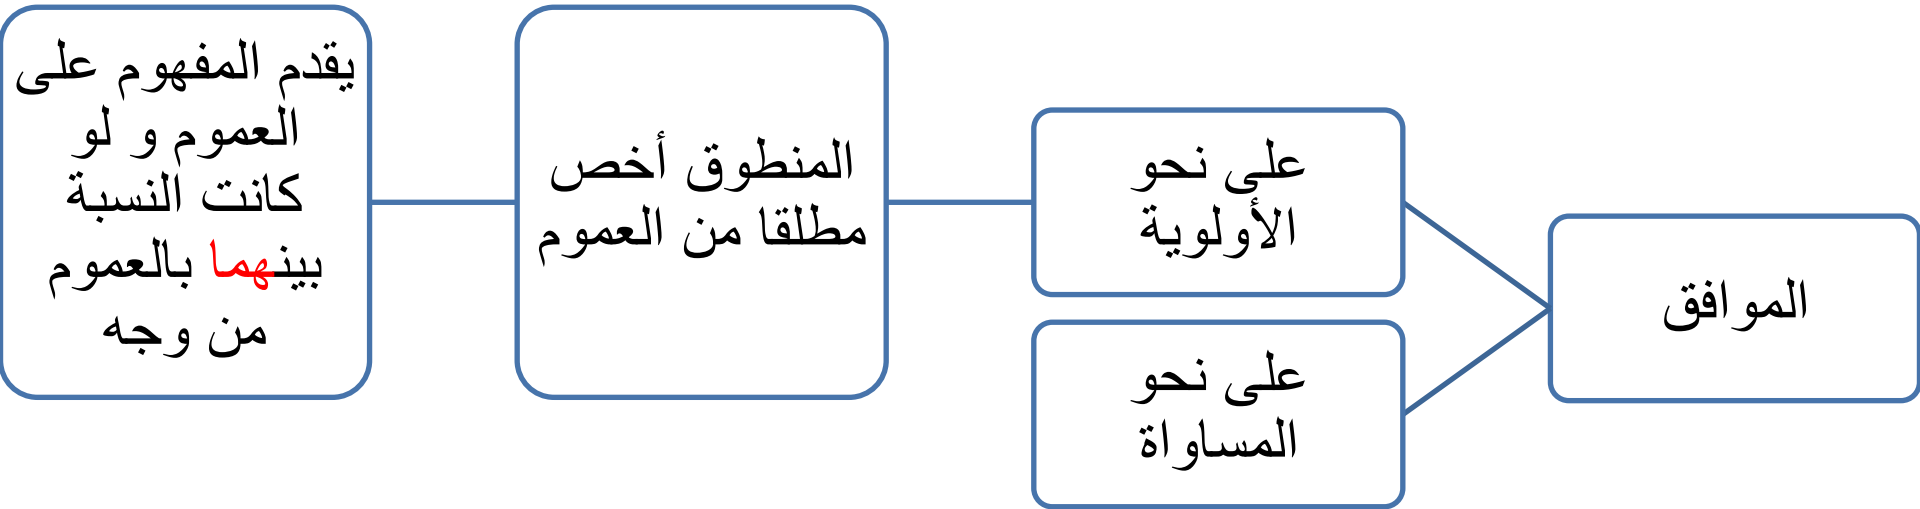 الموافق
على نحو
الأولوية
على نحو
المساواة
المنطوق أخص
مطلقا من العموم
يقدم المفهوم على
العموم و لو
كانت النسبة
بينهما بالعموم
من وجه